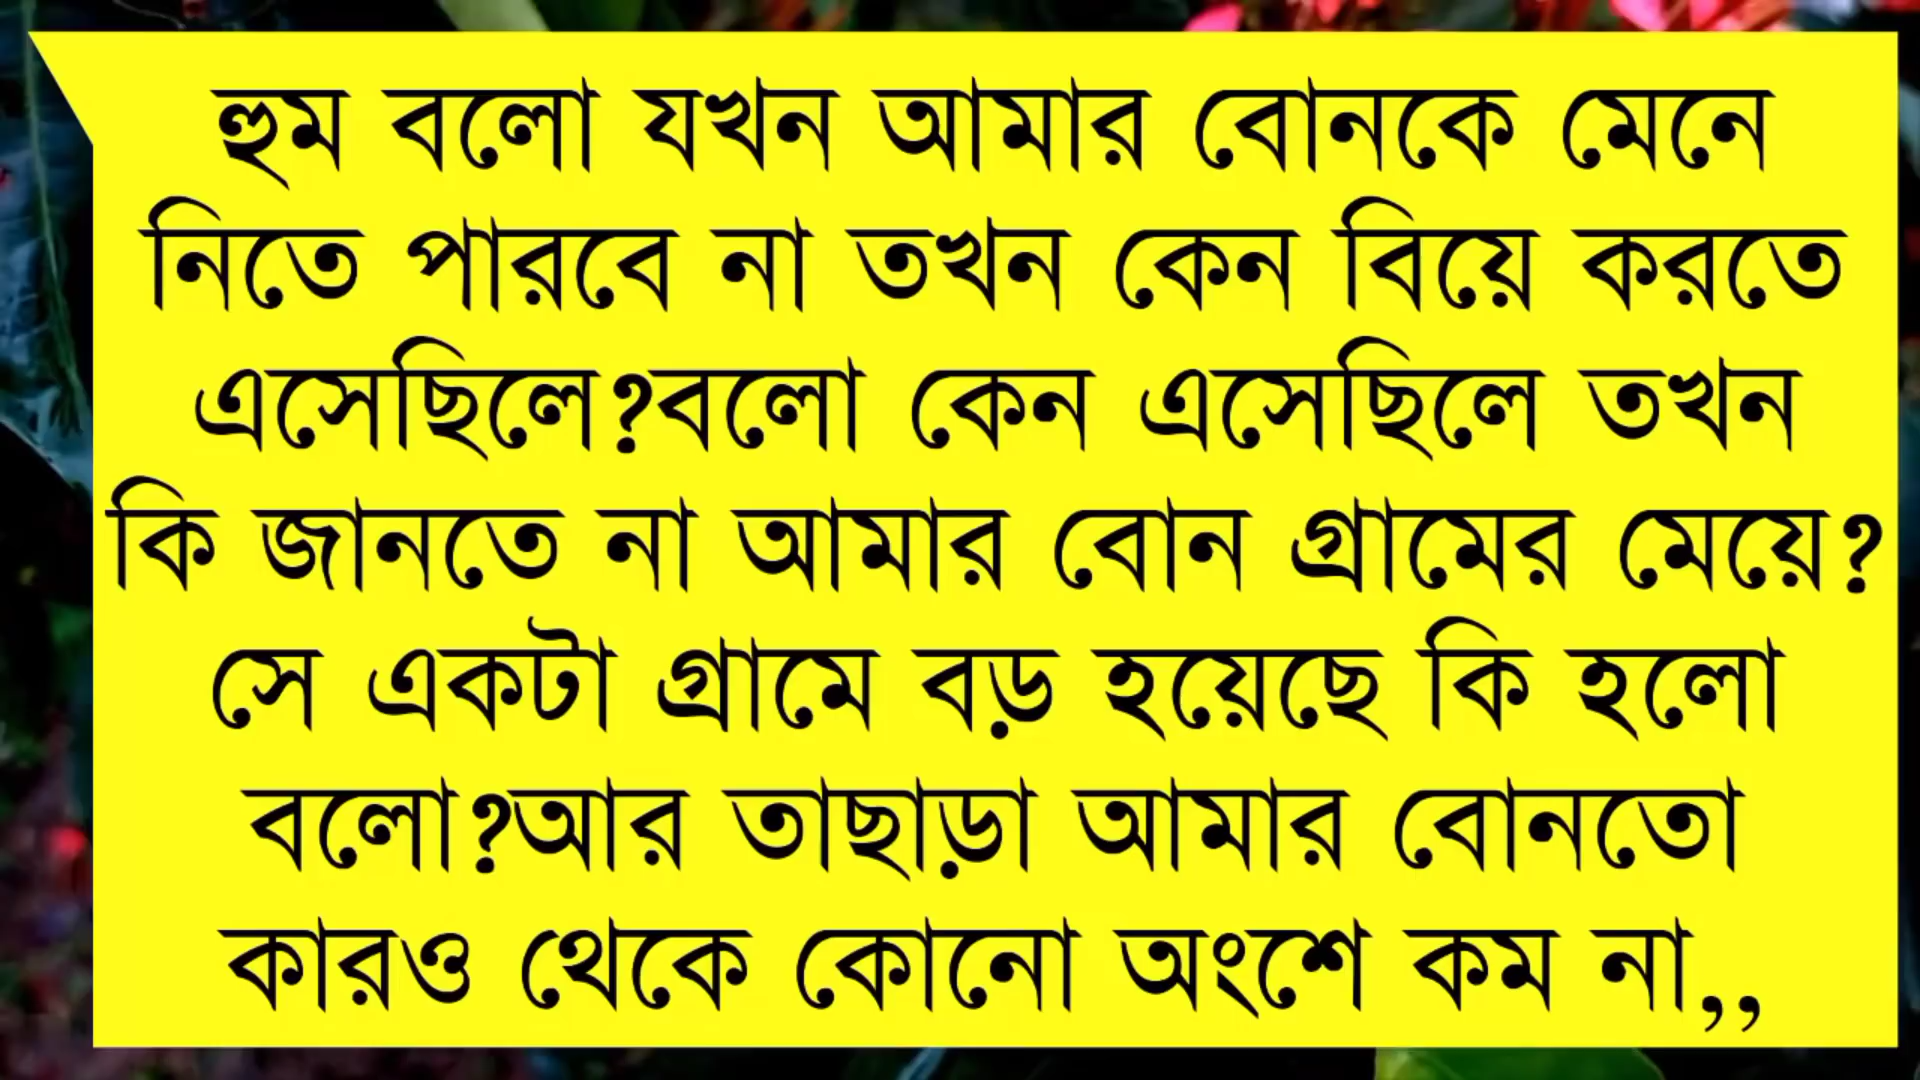 হুম বলো যখন আমার বোনকে মেনে
নিতে পারবে না তখন কেন বিয়ে করতে
এসেছিলে?বলো কেন এসেছিলে তখন
কি জানতে না আমার বোন গ্রামের মেয়ে?
সে একটা গ্রামে বড় হয়েছে কি হলো
বলো?আর তাছাড়া আমার বোনতো
কারও থেকে কোনো অংশে কম না,,